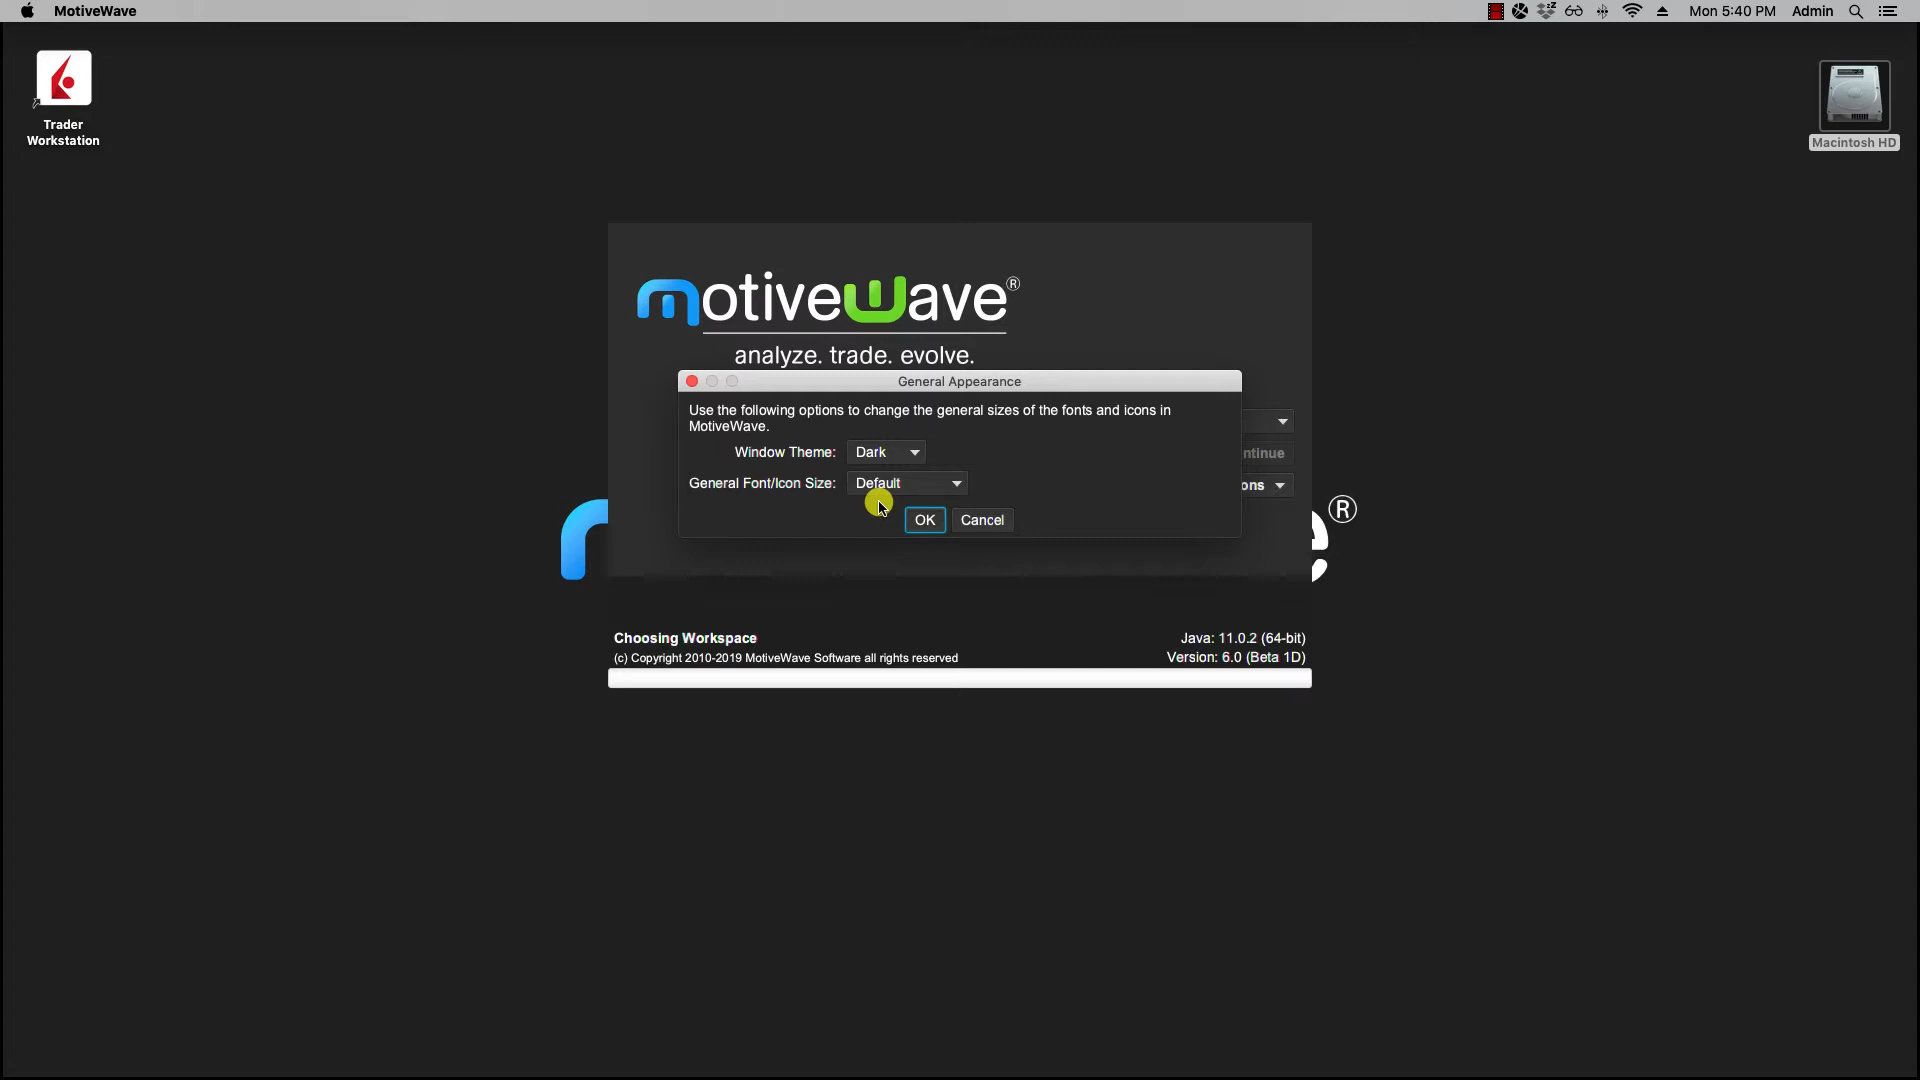 MotiveWave
Mon 5:40 PM Admin
Trader
Workstation
Macintosh HD
motivewave®
analyze. trade. evolve.
General Appearance
Use the following options to change the general sizes of the fonts and icons in
MotiveWave.
Window Theme: Dark
ntinue
General Font/Icon Size: Default
ons
®
OK Cancel
Choosing Workspace
Java: 11.0.2 (64-bit)
(c) Copyright 2010-2019 MotiveWave Software all rights reserved
Version: 6.0 (Beta 1D)